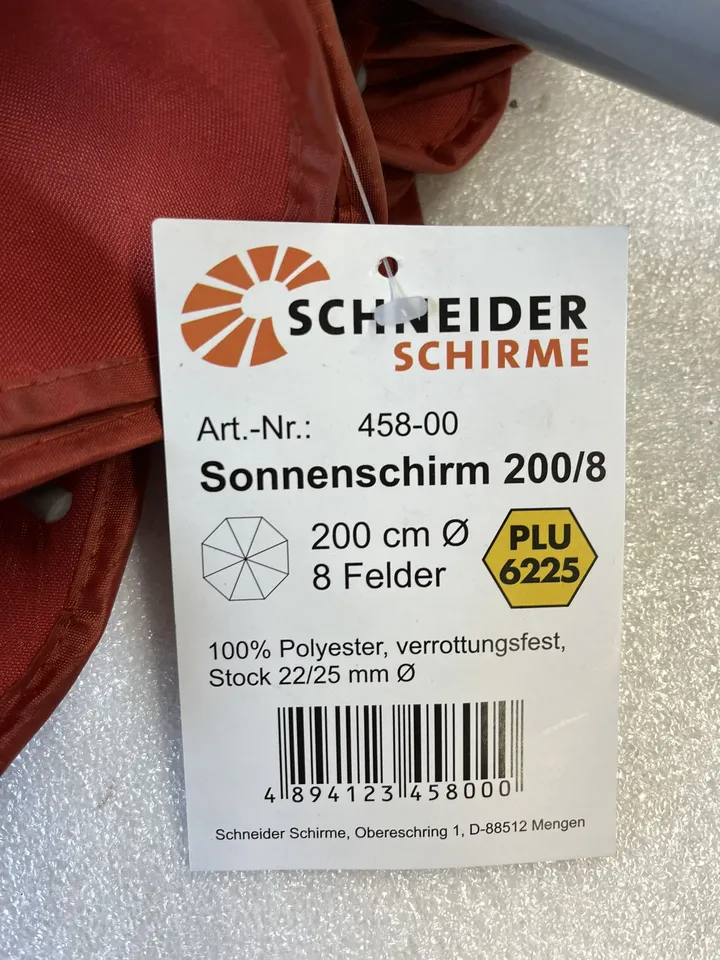 SCHNEIDER
SCHIRME
Art.-Nr.: 458-00
Sonnenschirm 200/8
200 cm Ø
8 Felder
PLU
6225
100% Polyester, verrottungsfest,
Stock 22/25 mm Ø
4 894123 458000
Schneider Schirme, Obereschring 1, D-88512 Mengen